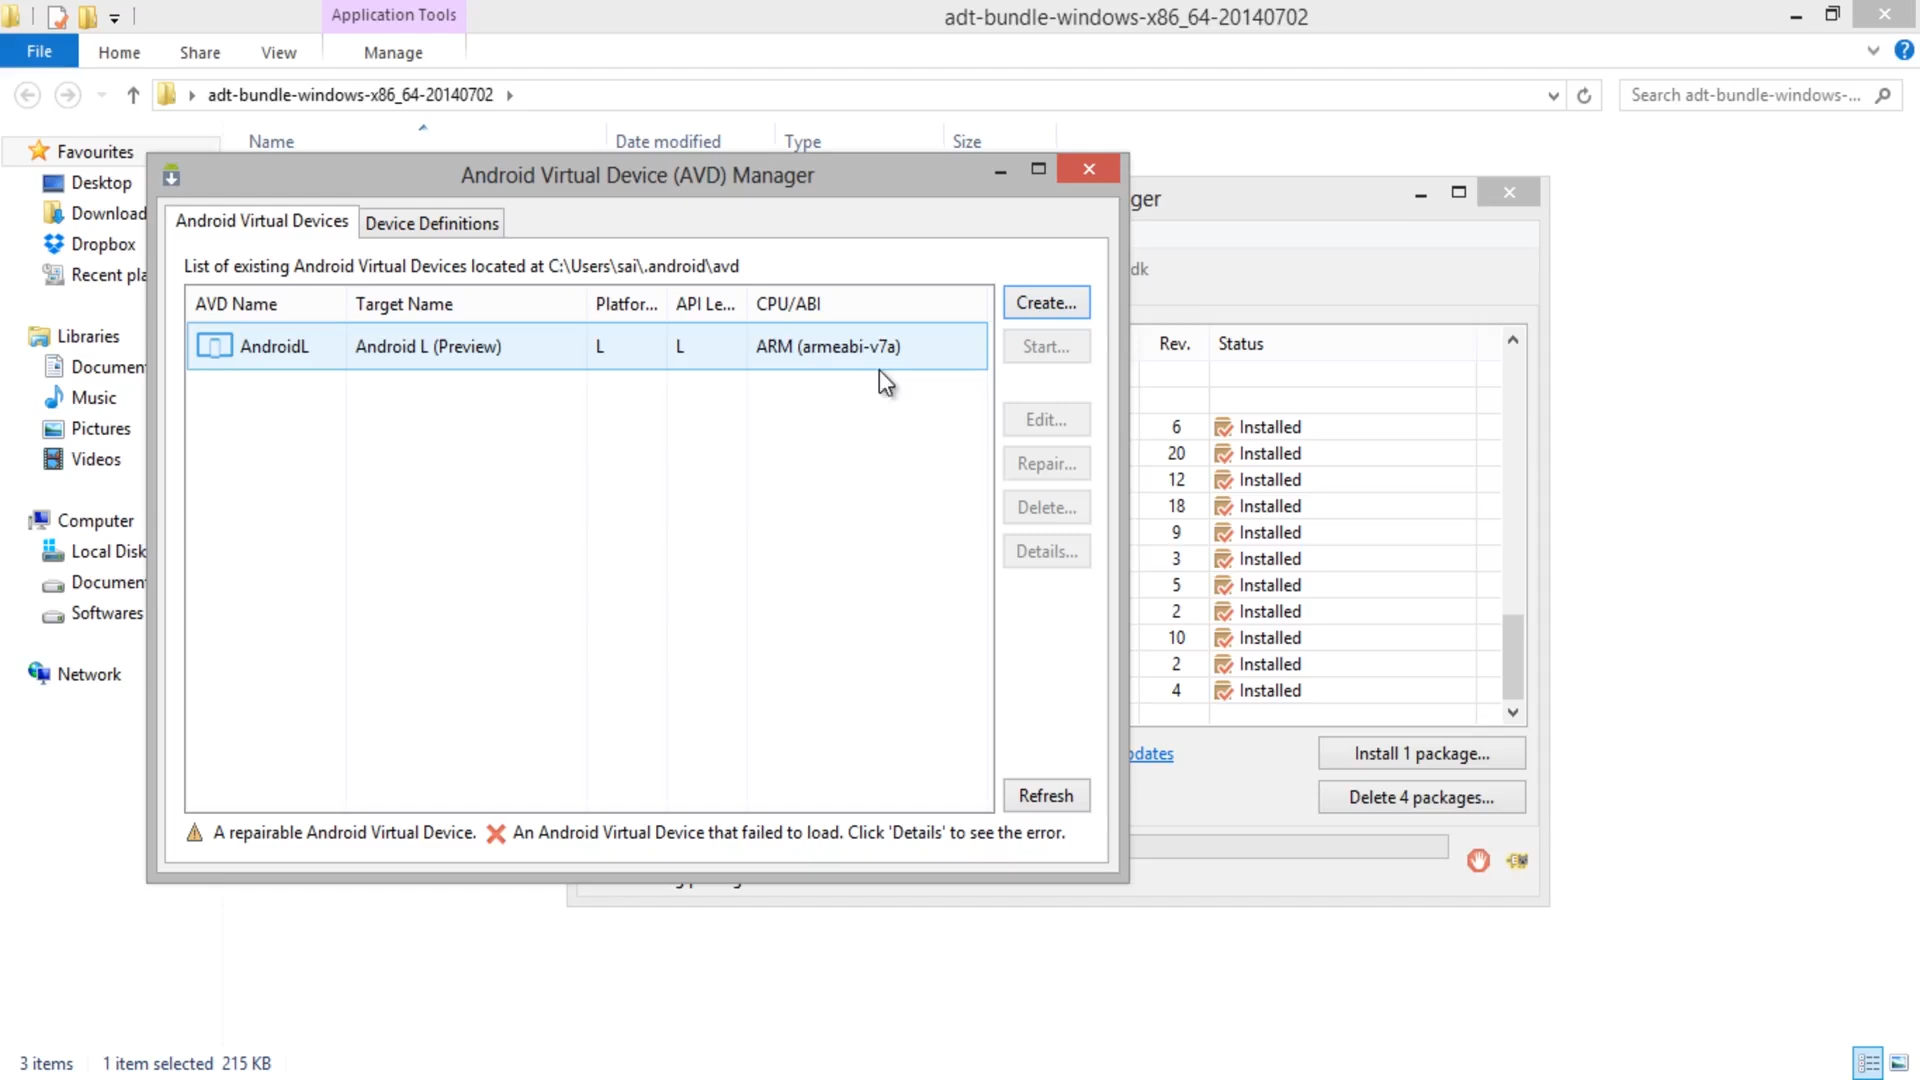 Application Tools
adt-bundle-windows-x86_64-20140702
File Home Share View Manage
adt-bundle-windows-x86_64-20140702
Search adt-bundle-windows-...
Name Date modified Type Size
Favourites
Desktop
Download
Dropbox
Recent pla
Libraries
Documen
Music
Pictures
Videos
Computer
Local Disk
Documen
Softwares
Network
Android Virtual Device (AVD) Manager
Android Virtual Devices Device Definitions
List of existing Android Virtual Devices located at C:\Users\sai\.android\avd
AVD Name Target Name Platfor... API Le... CPU/ABI
AndroidL Android L (Preview) L L ARM (armeabi-v7a)
Create...
Start...
Edit...
Repair...
Delete...
Details...
Refresh
A repairable Android Virtual Device. An Android Virtual Device that failed to load. Click 'Details' to see the error.
ger
dk
Rev. Status
6 Installed
20 Installed
12 Installed
18 Installed
9 Installed
3 Installed
5 Installed
2 Installed
10 Installed
2 Installed
4 Installed
pdates
Install 1 package...
Delete 4 packages...
3 items 1 item selected 215 KB